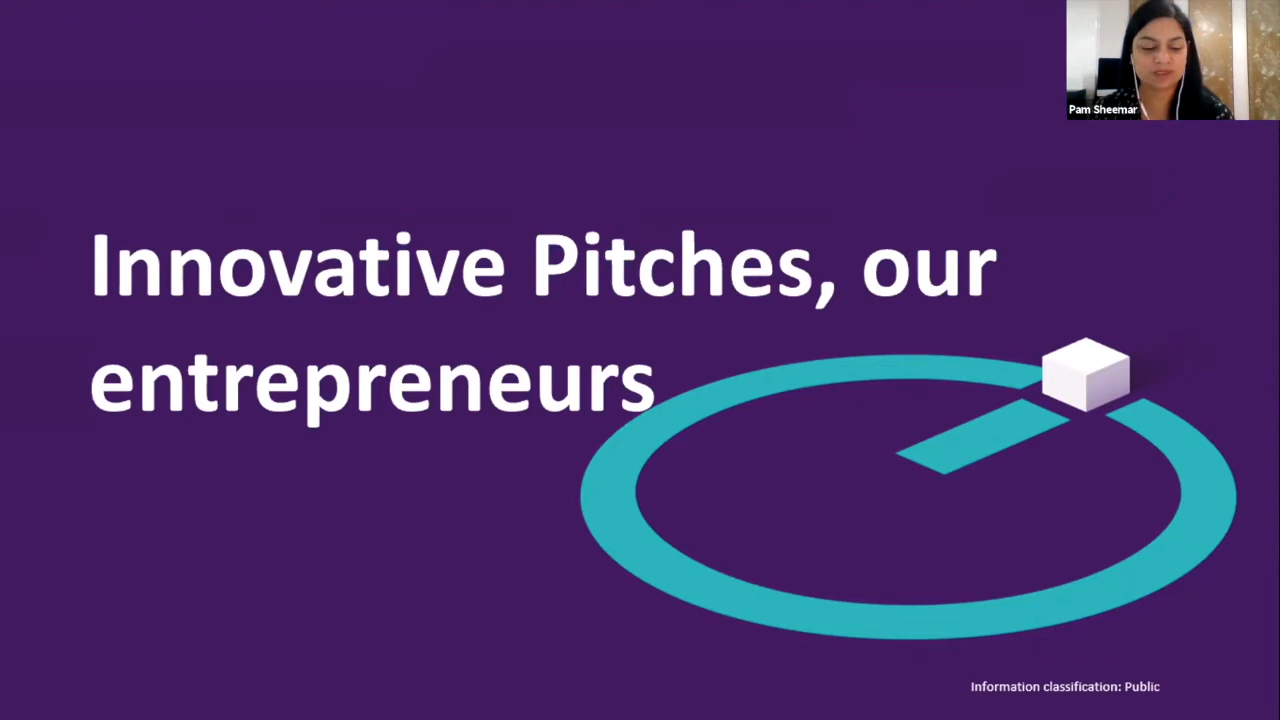 Pam Sheemar
Innovative Pitches, our
entrepreneurs
Information classification: Public